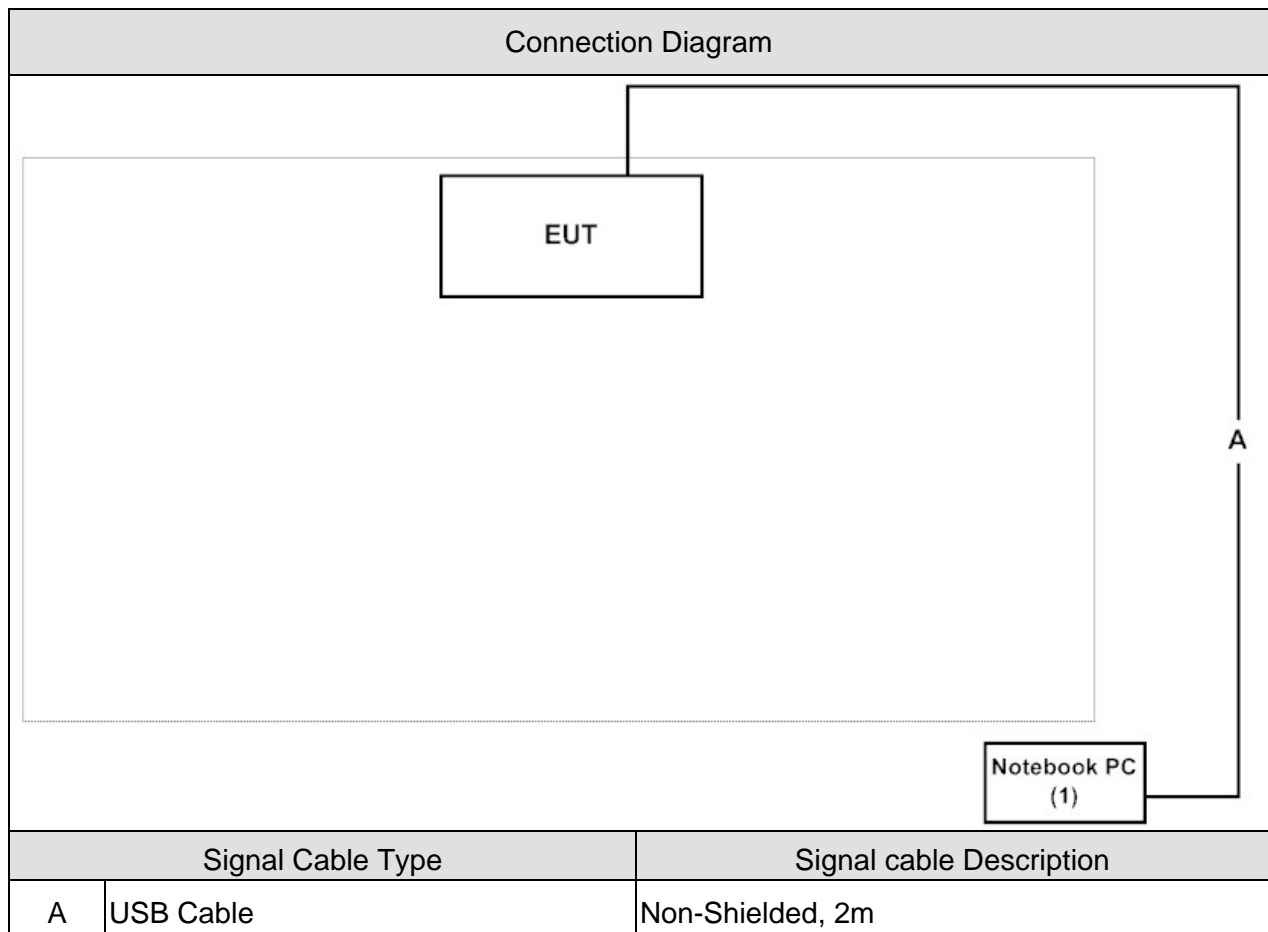 Connection Diagram
EUT
A
Notebook PC
(1)
Signal Cable Type Signal cable Description
A USB Cable Non-Shielded, 2m